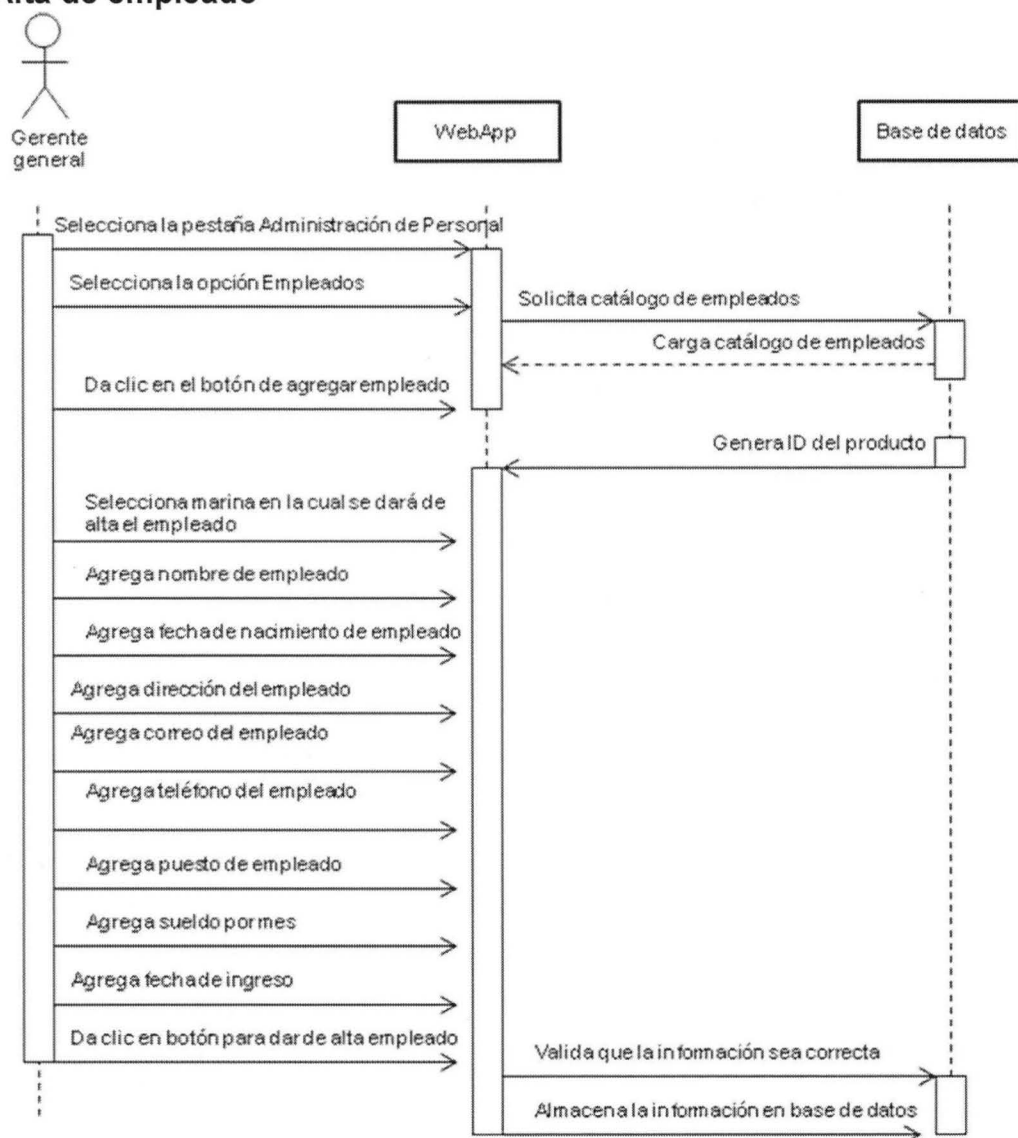 Alta de empleado
Gerente
general
WebApp
Base de datos
Selecciona la pestaña Administración de Personal
Selecciona la opción Empleados
Solicita catálogo de empleados
Carga catálogo de empleados
Da clic en el botón de agregar empleado
Genera ID del producto
Selecciona marina en la cual se dará de
alta el empleado
Agrega nombre de empleado
Agrega fecha de nacimiento de empleado
Agrega dirección del empleado
Agrega correo del empleado
Agrega teléfono del empleado
Agrega puesto de empleado
Agrega sueldo por mes
Agrega fecha de ingreso
Da clic en botón para dar de alta empleado
Valida que la información sea correcta
Almacena la información en base de datos